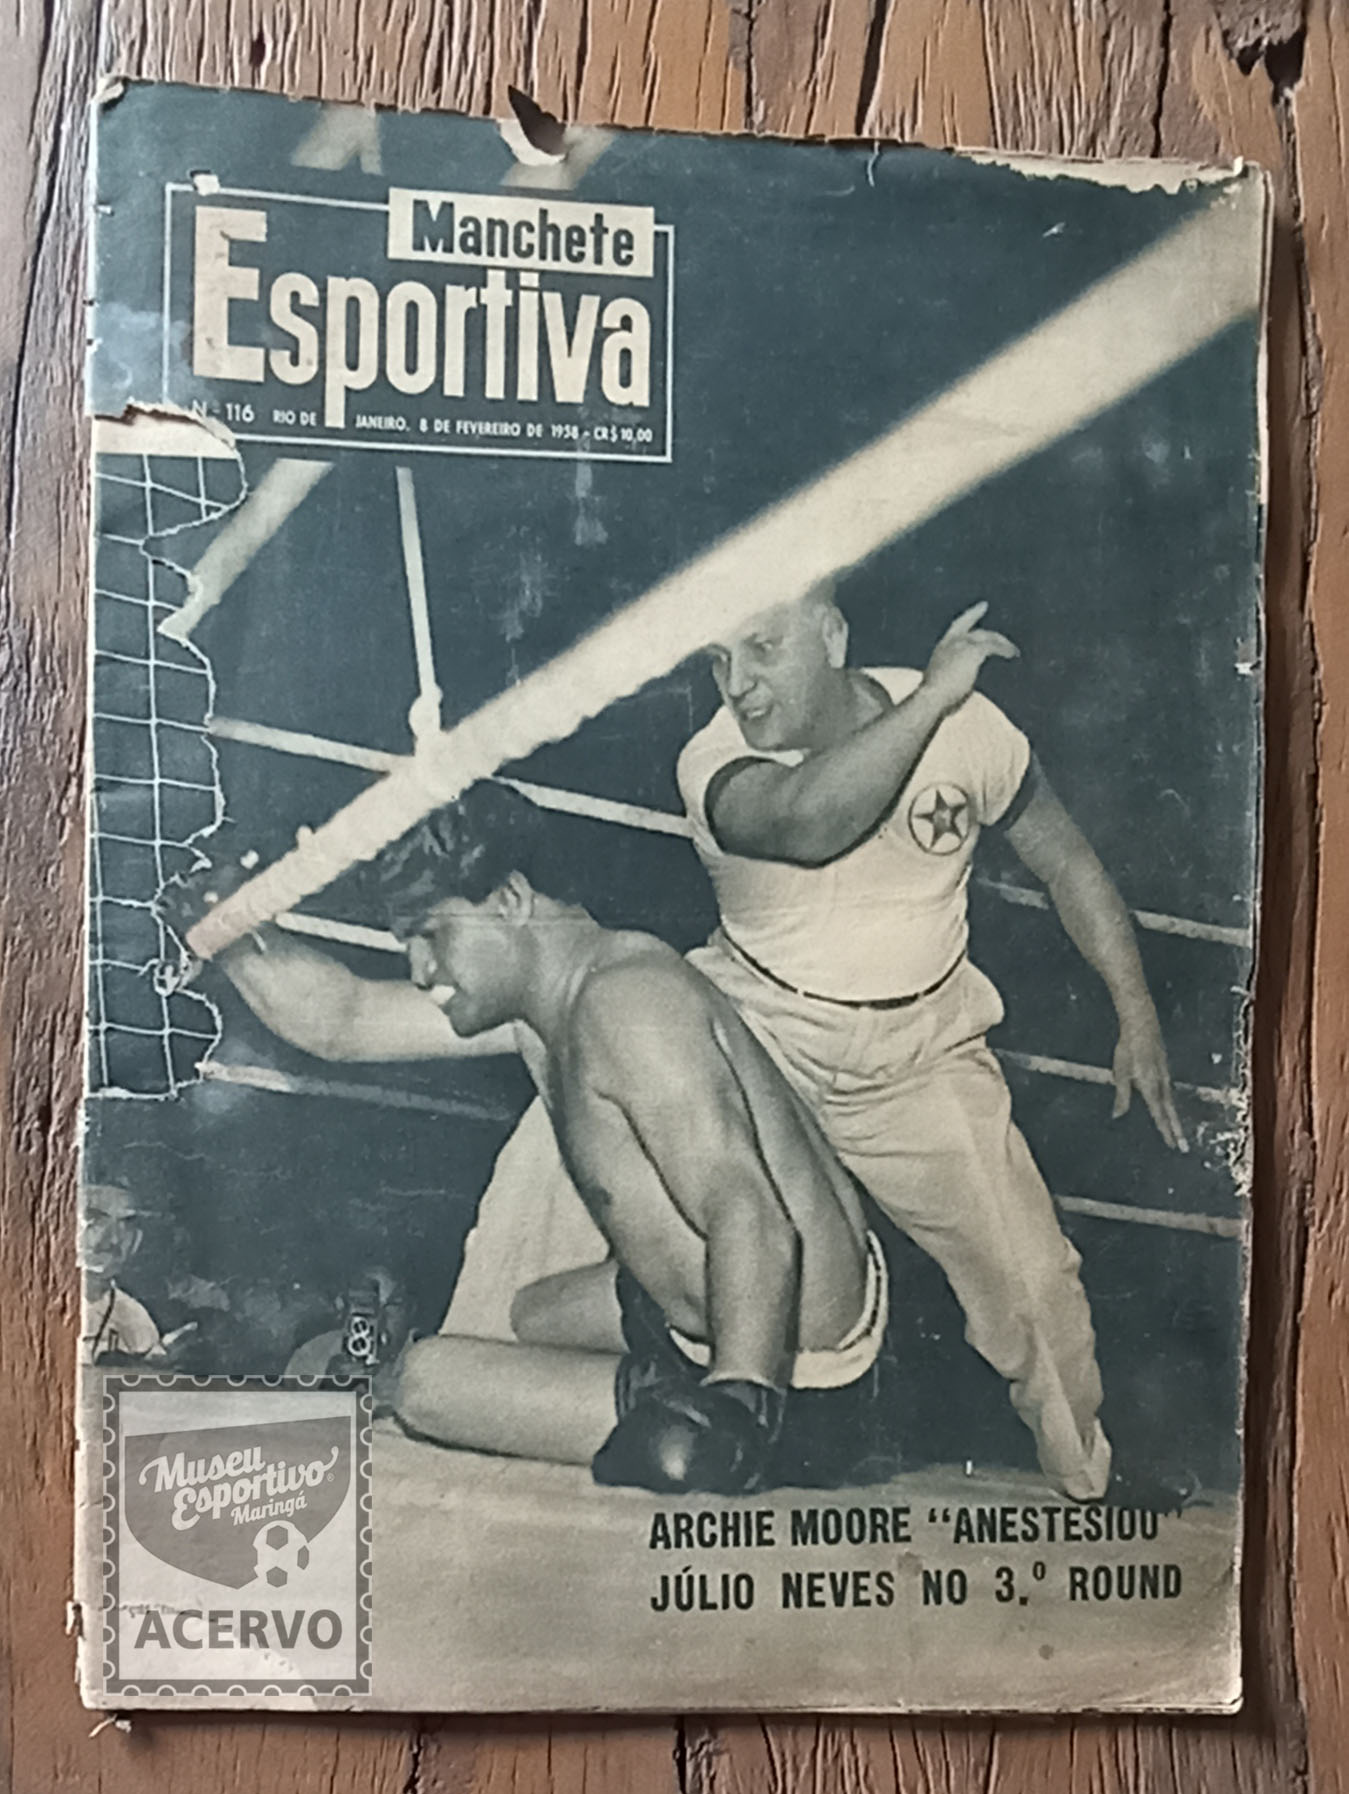 Manchete
Esportiva
Nº 116 RIO DE JANEIRO, 8 DE FEVEREIRO DE 1958 - CR$ 10,00
ARCHIE MOORE "ANESTESIOU"
JÚLIO NEVES NO 3.º ROUND
Museu
Esportivo®
Maringá
ACERVO